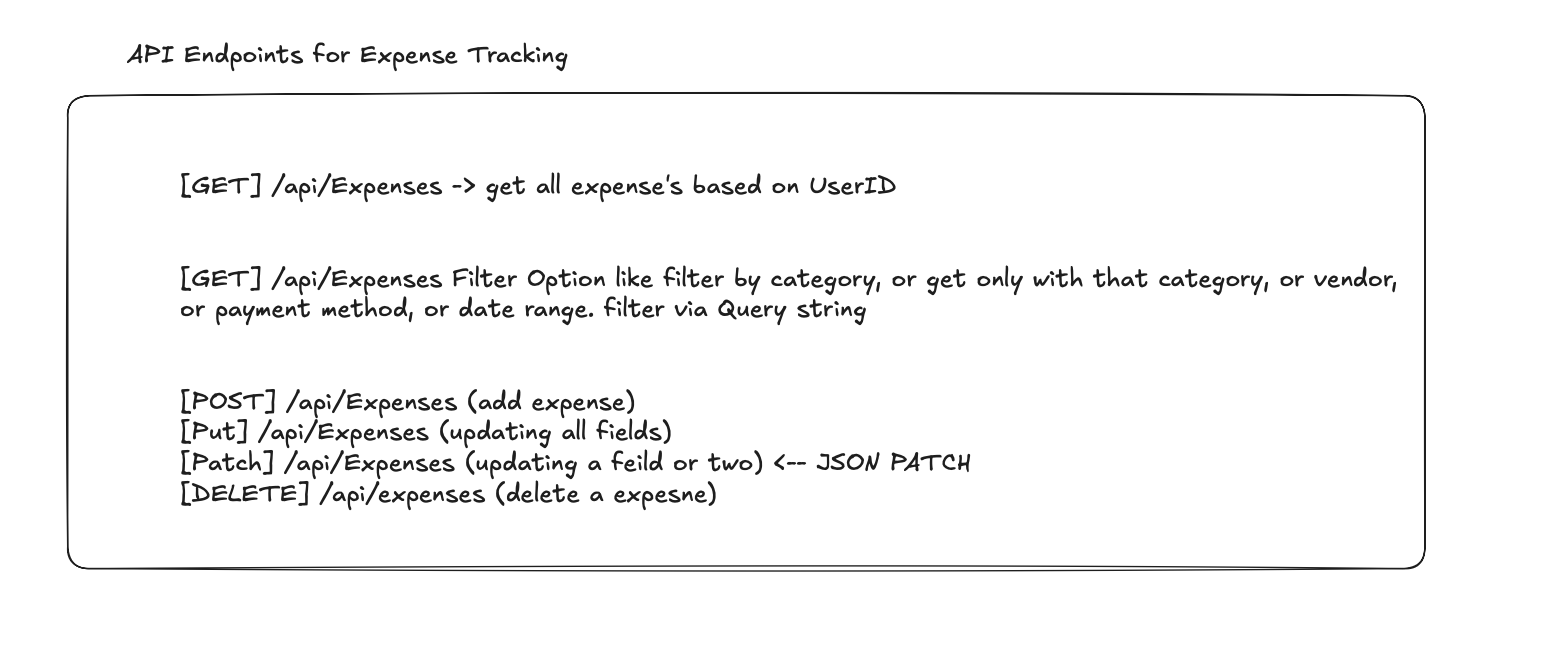 API Endpoints for Expense Tracking
[GET] /api/Expenses -> get all expense's based on UserID
[GET] /api/Expenses Filter Option like filter by category, or get only with that category, or vendor,
or payment method, or date range. filter via Query string
[POST] /api/Expenses (add expense)
[Put] /api/Expenses (updating all fields)
[Patch] /api/Expenses (updating a feild or two) <-- JSON PATCH
[DELETE] /api/expenses (delete a expesne)